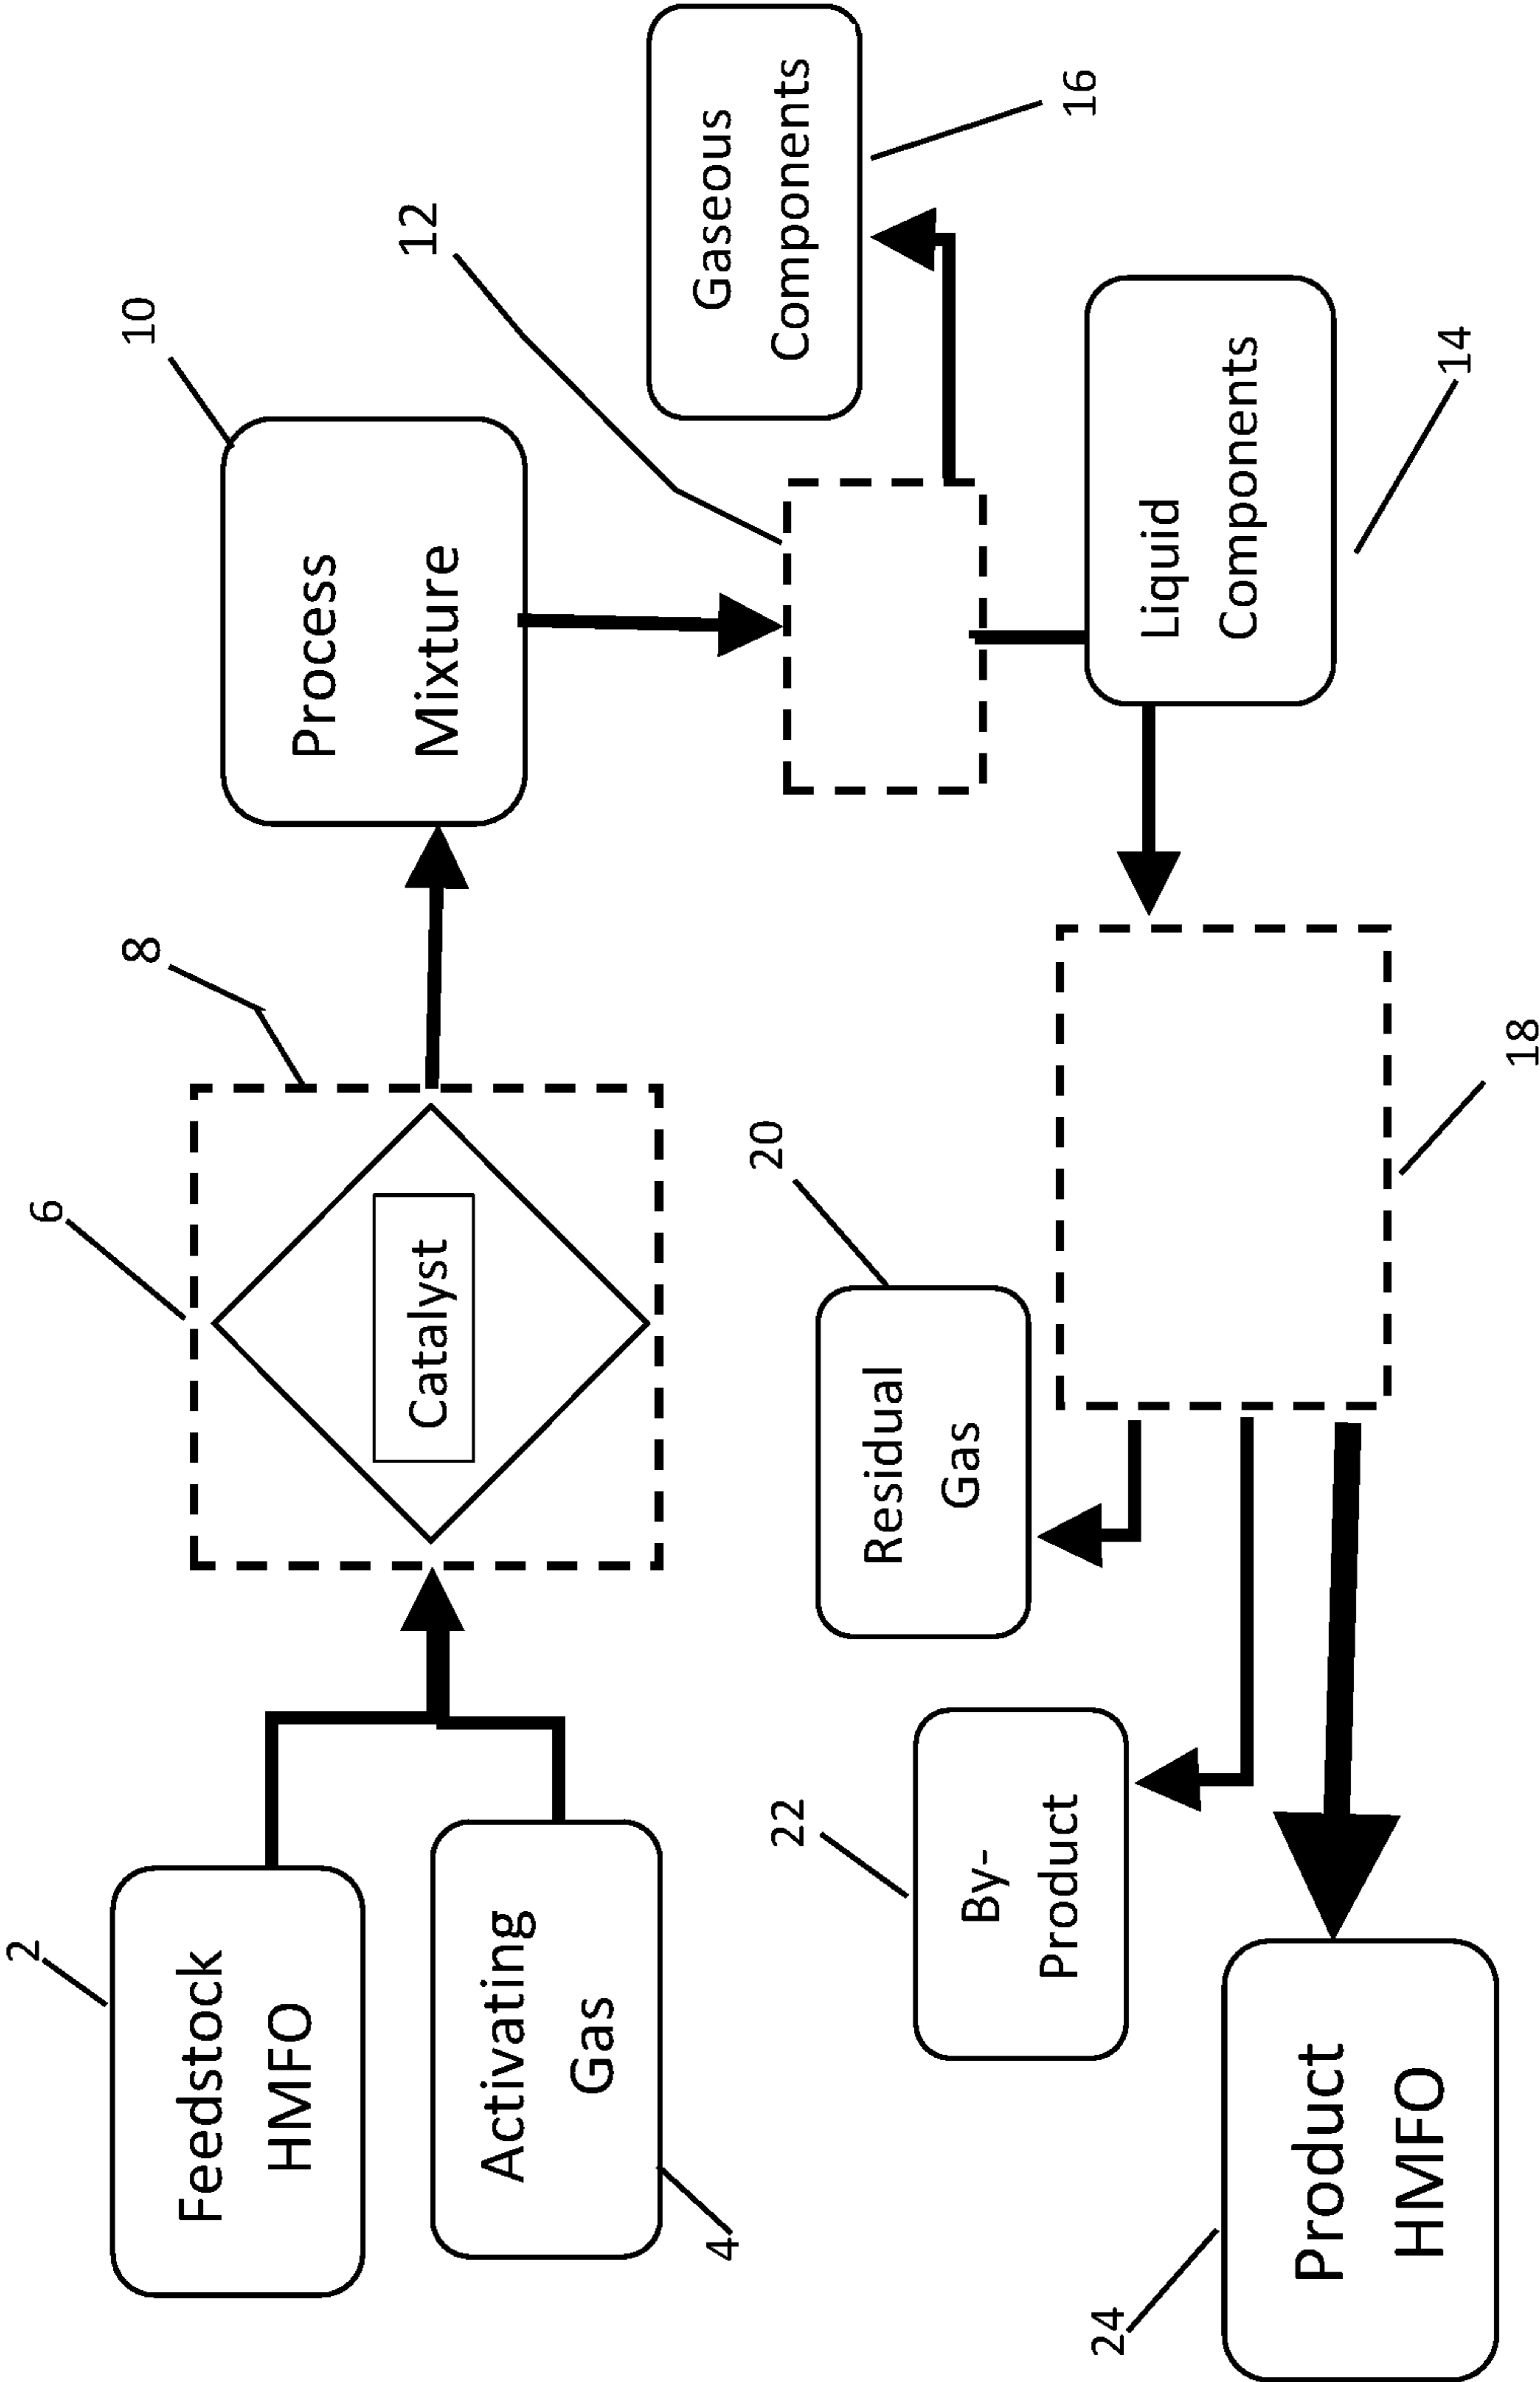 2
Feedstock
HMFO
4
Activating
Gas
6
Catalyst
8
10
Process
Mixture
12
Gaseous
Components
16
Liquid
Components
14
18
20
Residual
Gas
22
By-
Product
24
Product
HMFO